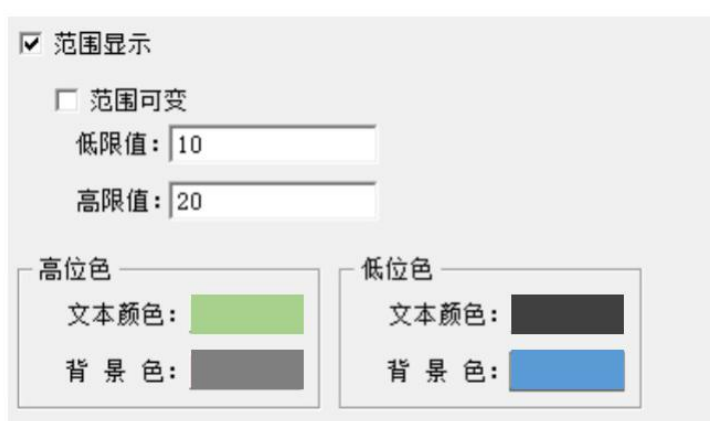 范围显示
范围可变
低限值:10
高限值:20
高位色 低位色
文本颜色: 文本颜色:
背 景 色: 背 景 色: